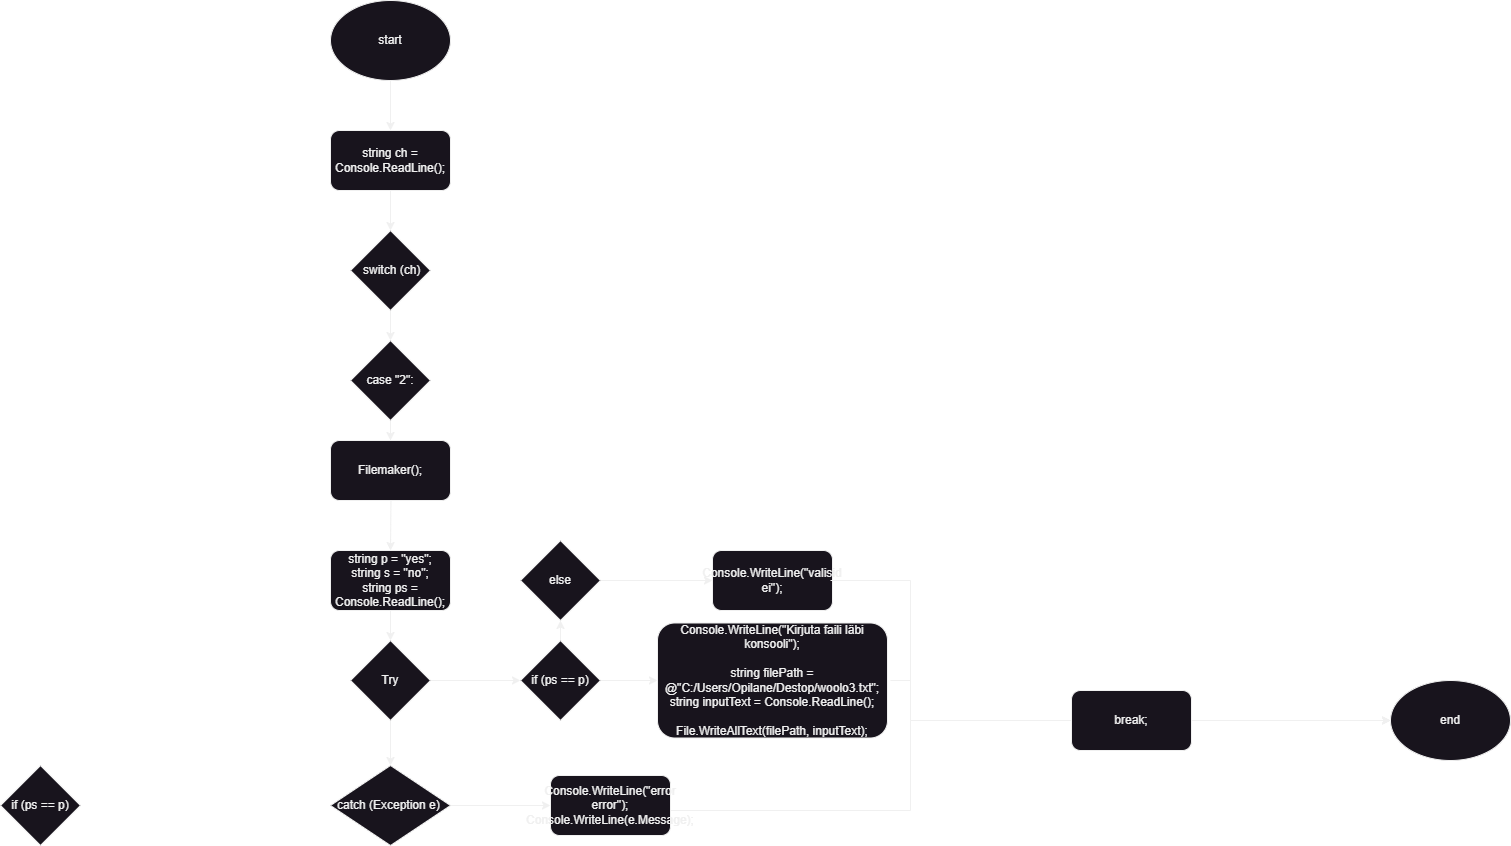 start
string ch =
Console.ReadLine();
switch (ch)
case "2":
Filemaker();
string p = "yes";
string s = "no";
string ps =
Console.ReadLine();
else
Console.WriteLine("valisid
ei");
Try
if (ps == p)
Console.WriteLine("Kirjuta faili läbi
konsooli");
string filePath =
@"C:/Users/Opilane/Destop/woolo3.txt";
string inputText = Console.ReadLine();
File.WriteAllText(filePath, inputText);
break;
end
if (ps == p)
catch (Exception e)
Console.WriteLine("error
error");
Console.WriteLine(e.Message);